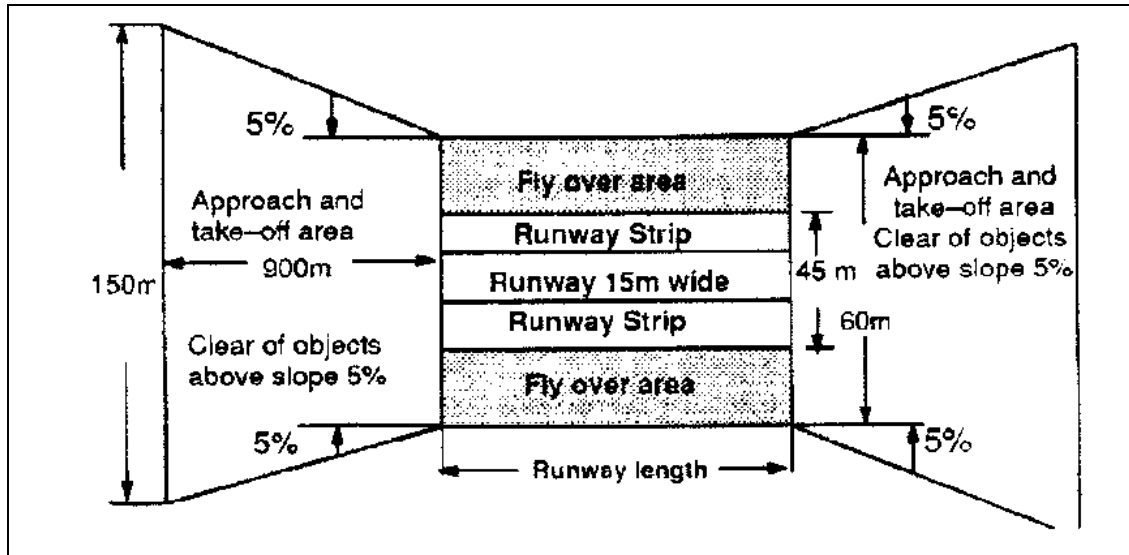 5%
5%
Fly over area
Approach and
take-off area
900m
Approach and
take-off area
Clear of objects
above slope 5%
Runway Strip
150m
Runway 15m wide
45 m
Runway Strip
60m
Clear of objects
above slope 5%
Fly over area
5%
5%
Runway length